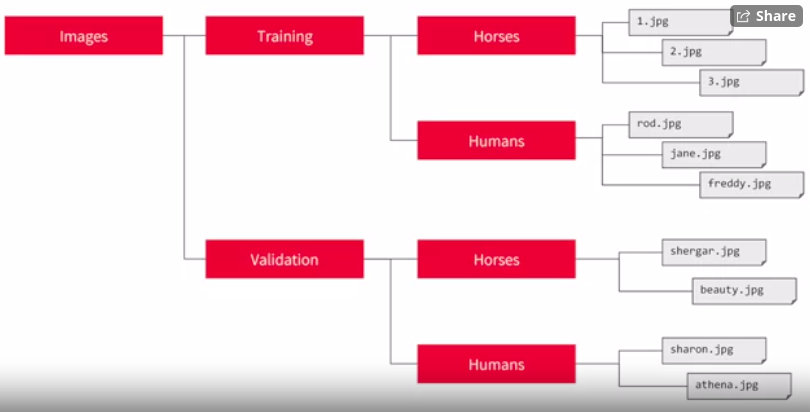 Share
Images
Training
Horses
1.jpg
2.jpg
3.jpg
Humans
rod.jpg
jane.jpg
freddy.jpg
Validation
Horses
shergar.jpg
beauty.jpg
Humans
sharon.jpg
athena.jpg